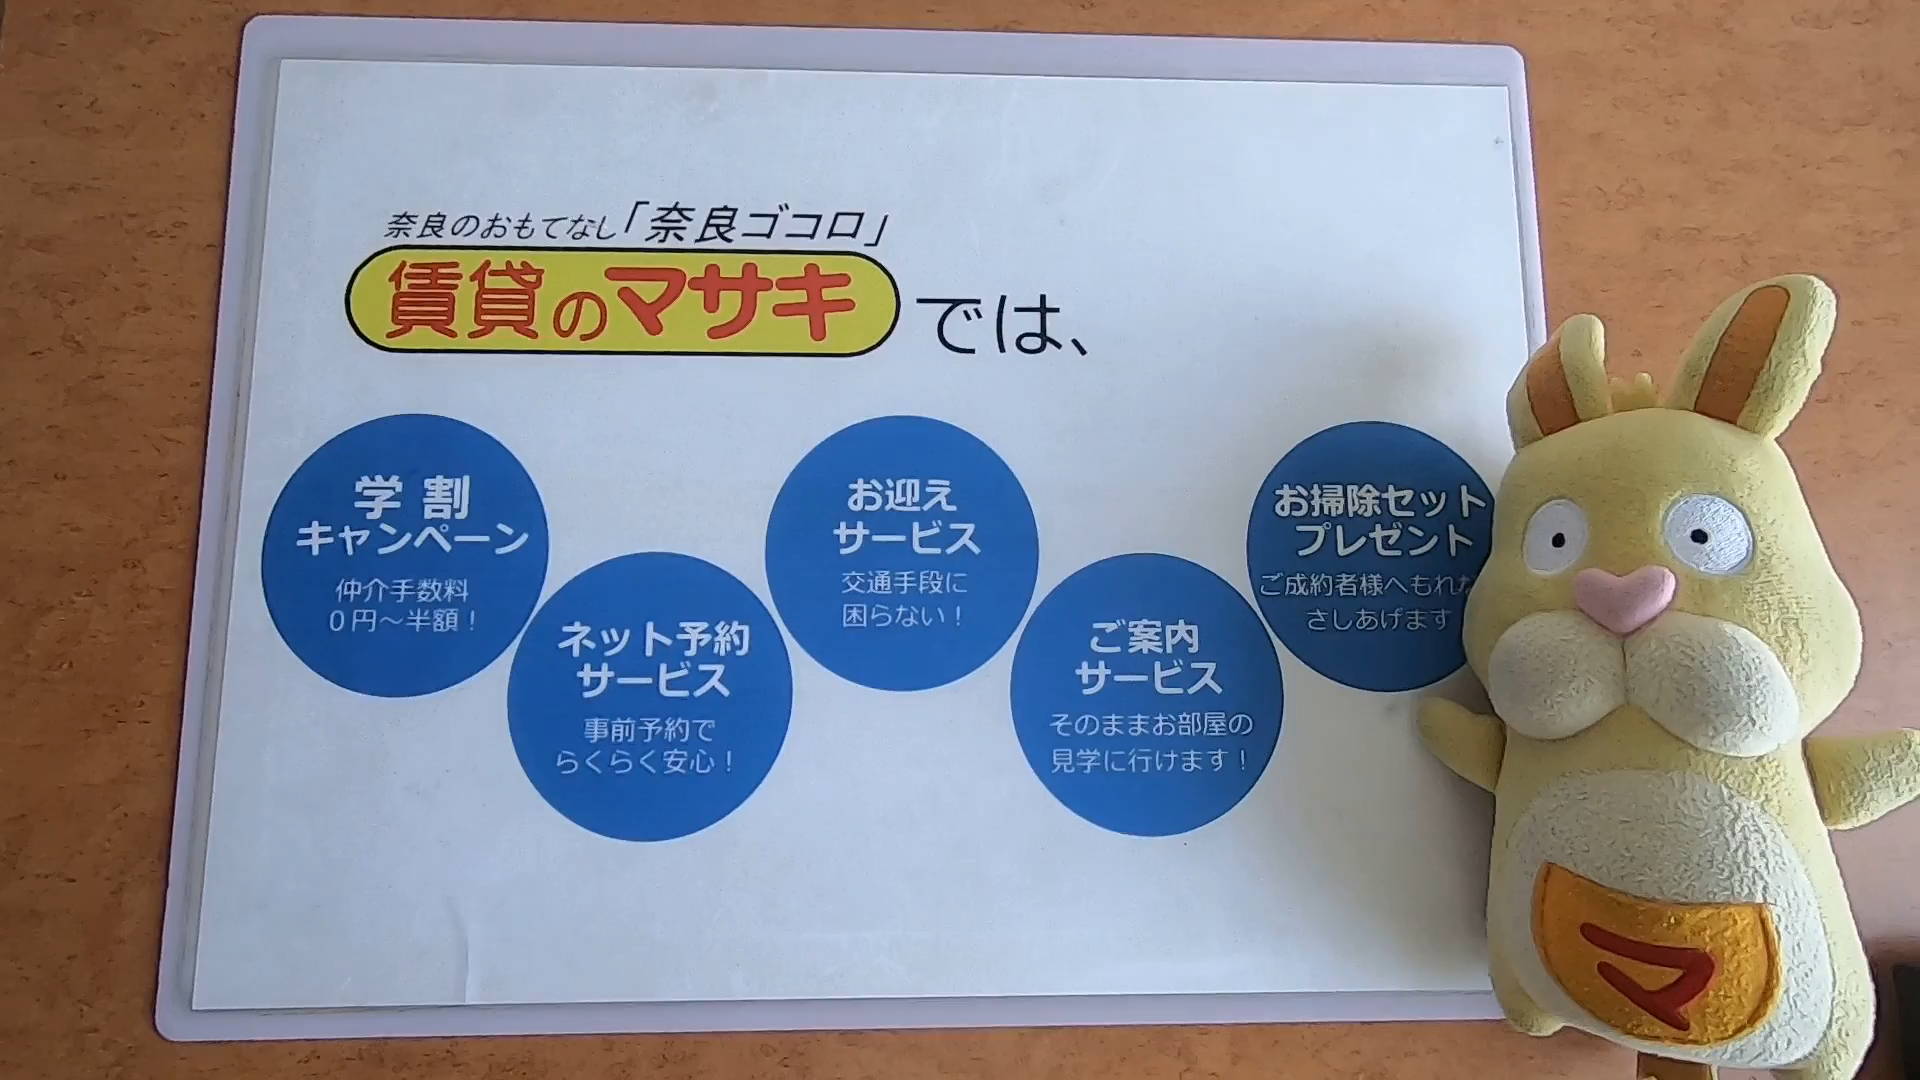 奈良のおもてなし「奈良ゴコロ」
賃貸のマサキでは、
学割
キャンペーン
仲介手数料
0円～半額！
ネット予約
サービス
事前予約で
らくらく安心！
お迎え
サービス
交通手段に
困らない！
ご案内
サービス
そのままお部屋の
見学に行けます！
お掃除セット
プレゼント
ご成約者様へもれ
さしあげます
マ